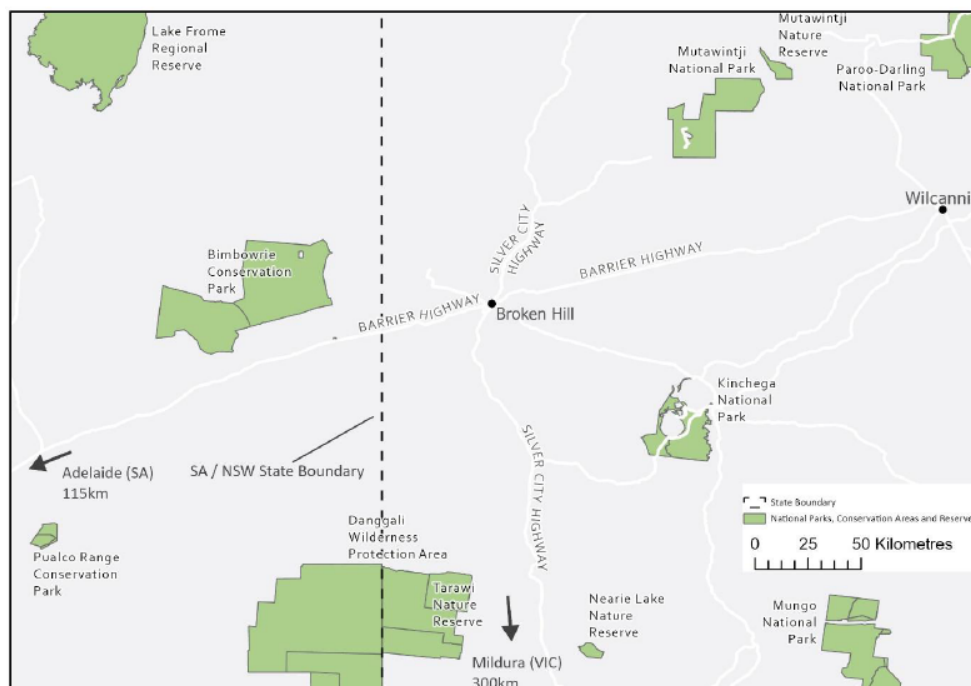 Lake Frome
Regional
Reserve
Mutawintji
Nature
Reserve
Mutawintji
National Park
Paroo-Darling
National Park
Wilcanni
Bimbowrie
Conservation
Park
SILVER CITY
HIGHWAY
BARRIER HIGHWAY
BARRIER HIGHWAY
Broken Hill
Kinchega
National
Park
SILVER CITY HIGHWAY
SA / NSW State Boundary
Adelaide (SA)
115km
State Boundary
National Parks, Conservation Areas and Reserve
0 25 50 Kilometres
Pualco Range
Conservation
Park
Danggali
Wilderness
Protection Area
Tarawi
Nature
Reserve
Nearie Lake
Nature
Reserve
Mungo
National
Park
Mildura (VIC)
300km